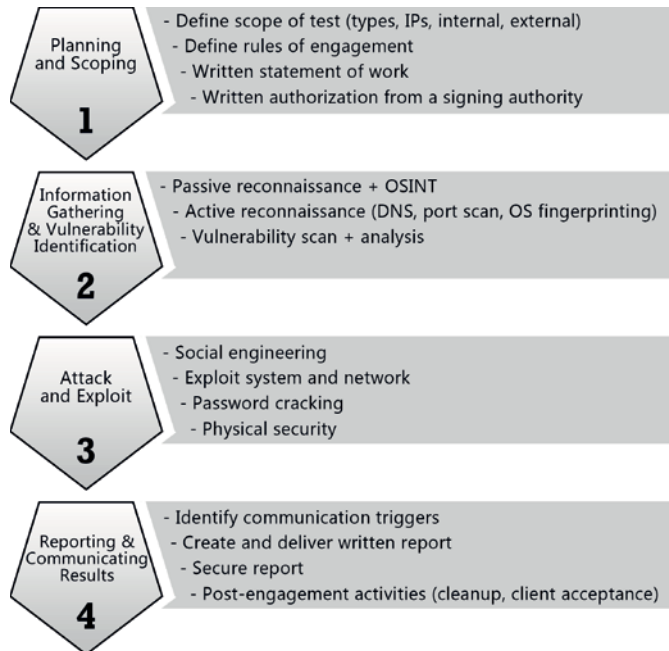 Planning
and Scoping
1
- Define scope of test (types, IPs, internal, external)
- Define rules of engagement
- Written statement of work
- Written authorization from a signing authority
Information
Gathering
& Vulnerability
Identification
2
- Passive reconnaissance + OSINT
- Active reconnaissance (DNS, port scan, OS fingerprinting)
- Vulnerability scan + analysis
Attack
and Exploit
3
- Social engineering
- Exploit system and network
- Password cracking
- Physical security
Reporting &
Communicating
Results
4
- Identify communication triggers
- Create and deliver written report
- Secure report
- Post-engagement activities (cleanup, client acceptance)